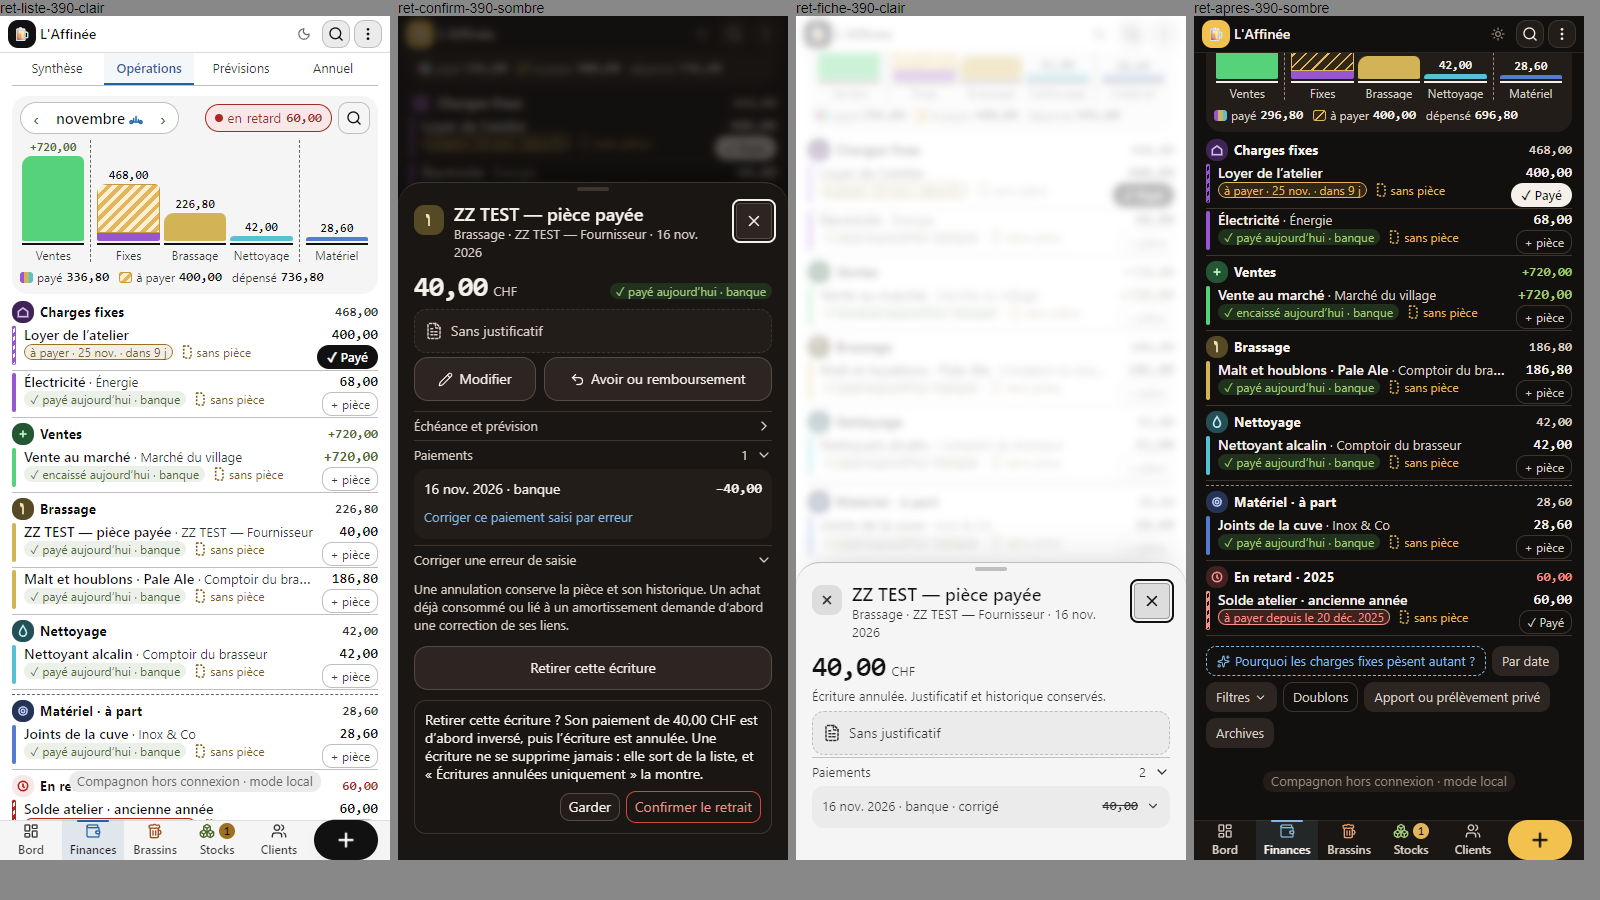 ret-liste-390-clair
L'Affinée
Synthèse
Opérations
Prévisions
Annuel
novembre
en retard 60,00
+720,00
468,00
226,80
42,00
28,60
Ventes
Fixes
Brassage
Nettoyage
Matériel
payé 336,80
à payer 400,00
dépensé 736,80
Charges fixes
468,00
Loyer de l'atelier
400,00
à payer · 25 nov. · dans 9 j
sans pièce
✓ Payé
Électricité · Énergie
68,00
✓ payé aujourd'hui · banque
sans pièce
+ pièce
Ventes
+720,00
Vente au marché · Marché du village
+720,00
✓ encaissé aujourd'hui · banque
sans pièce
+ pièce
Brassage
226,80
ZZ TEST — pièce payée · ZZ TEST — Fournisseur
40,00
✓ payé aujourd'hui · banque
sans pièce
+ pièce
Malt et houblons · Pale Ale · Comptoir du bra...
186,80
✓ payé aujourd'hui · banque
sans pièce
+ pièce
Nettoyage
42,00
Nettoyant alcalin · Comptoir du brasseur
42,00
✓ payé aujourd'hui · banque
sans pièce
+ pièce
Matériel · à part
28,60
Joints de la cuve · Inox & Co
28,60
✓ payé aujourd'hui · banque
sans pièce
+ pièce
En re
Compagnon hors connexion · mode local
60,00
Solde atelier · ancienne année
60,00
Bord
Finances
Brassins
1
Stocks
Clients
+
ret-confirm-390-sombre
ZZ TEST — pièce payée
Brassage · ZZ TEST — Fournisseur · 16 nov.
2026
40,00 CHF
✓ payé aujourd'hui · banque
Sans justificatif
Modifier
Avoir ou remboursement
Échéance et prévision
Paiements
1
16 nov. 2026 · banque
−40,00
Corriger ce paiement saisi par erreur
Corriger une erreur de saisie
Une annulation conserve la pièce et son historique. Un achat
déjà consommé ou lié à un amortissement demande d'abord
une correction de ses liens.
Retirer cette écriture
Retirer cette écriture ? Son paiement de 40,00 CHF est
d'abord inversé, puis l'écriture est annulée. Une
écriture ne se supprime jamais : elle sort de la liste, et
« Écritures annulées uniquement » la montre.
Garder
Confirmer le retrait
ret-fiche-390-clair
ZZ TEST — pièce payée
Brassage · ZZ TEST — Fournisseur · 16 nov.
2026
40,00 CHF
Écriture annulée. Justificatif et historique conservés.
Sans justificatif
Paiements
2
16 nov. 2026 · banque · corrigé
40,00
ret-apres-390-sombre
L'Affinée
42,00
28,60
Ventes
Fixes
Brassage
Nettoyage
Matériel
payé 296,80
à payer 400,00
dépensé 696,80
Charges fixes
468,00
Loyer de l'atelier
400,00
à payer · 25 nov. · dans 9 j
sans pièce
✓ Payé
Électricité · Énergie
68,00
✓ payé aujourd'hui · banque
sans pièce
+ pièce
Ventes
+720,00
Vente au marché · Marché du village
+720,00
✓ encaissé aujourd'hui · banque
sans pièce
+ pièce
Brassage
186,80
Malt et houblons · Pale Ale · Comptoir du bra...
186,80
✓ payé aujourd'hui · banque
sans pièce
+ pièce
Nettoyage
42,00
Nettoyant alcalin · Comptoir du brasseur
42,00
✓ payé aujourd'hui · banque
sans pièce
+ pièce
Matériel · à part
28,60
Joints de la cuve · Inox & Co
28,60
✓ payé aujourd'hui · banque
sans pièce
+ pièce
En retard · 2025
60,00
Solde atelier · ancienne année
60,00
à payer depuis le 20 déc. 2025
sans pièce
✓ Payé
Pourquoi les charges fixes pèsent autant ?
Par date
Filtres
Doublons
Apport ou prélèvement privé
Archives
Compagnon hors connexion · mode local
Bord
Finances
Brassins
1
Stocks
Clients
+